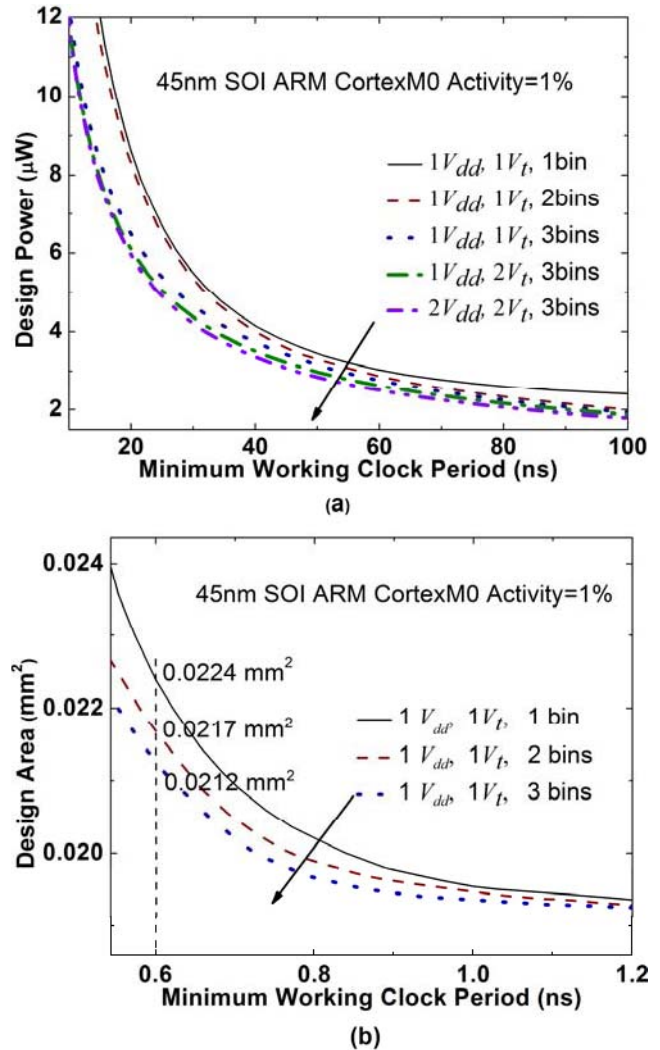 12
10
8
6
4
2
Design Power (μW)
45nm SOI ARM CortexM0 Activity=1%
1Vdd, 1Vt, 1bin
1Vdd, 1Vt, 2bins
1Vdd, 1Vt, 3bins
1Vdd, 2Vt, 3bins
2Vdd, 2Vt, 3bins
20 40 60 80 100
Minimum Working Clock Period (ns)
(a)
0.024
0.022
0.020
Design Area (mm²)
45nm SOI ARM CortexM0 Activity=1%
0.0224 mm²
0.0217 mm²
0.0212 mm²
1 Vdd, 1Vt, 1 bin
1 Vdd, 1Vt, 2 bins
1 Vdd, 1Vt, 3 bins
0.6 0.8 1.0 1.2
Minimum Working Clock Period (ns)
(b)